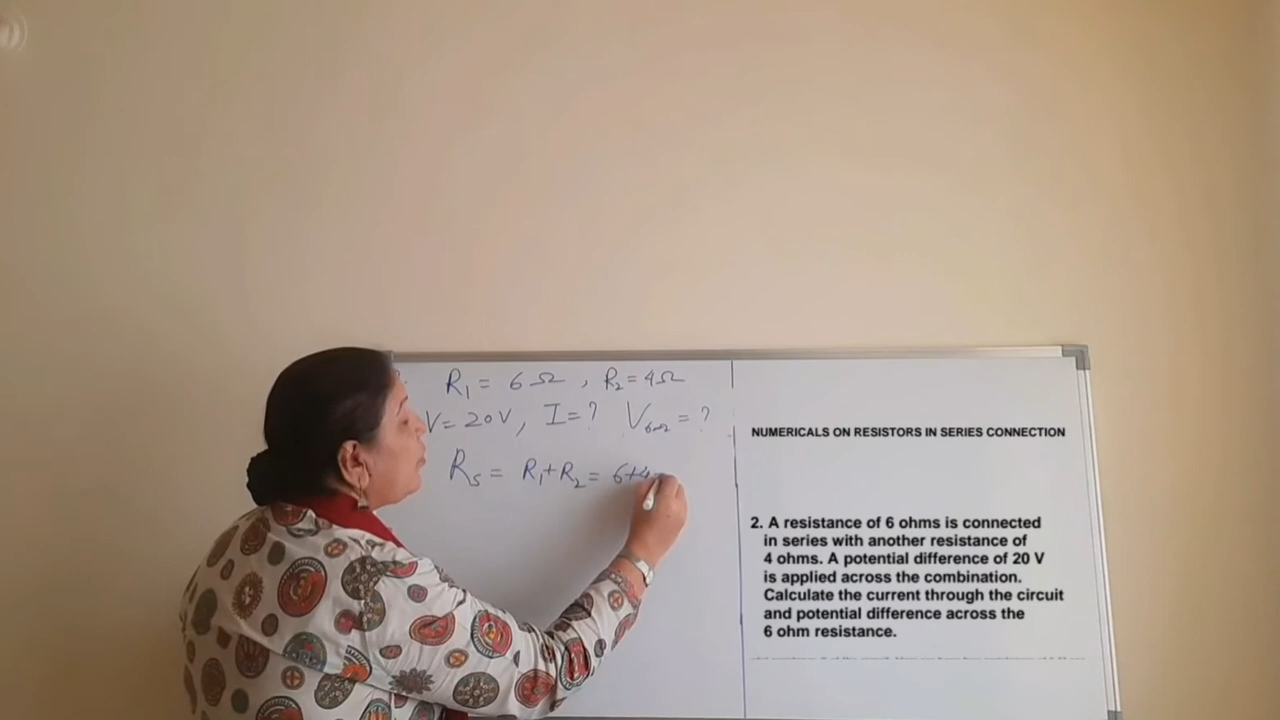 R₁ = 6Ω , R₂ = 4Ω
V = 20V , I = ? V₆Ω = ?
Rs = R₁ + R₂ = 6+4
NUMERICALS ON RESISTORS IN SERIES CONNECTION
2. A resistance of 6 ohms is connected
in series with another resistance of
4 ohms. A potential difference of 20 V
is applied across the combination.
Calculate the current through the circuit
and potential difference across the
6 ohm resistance.